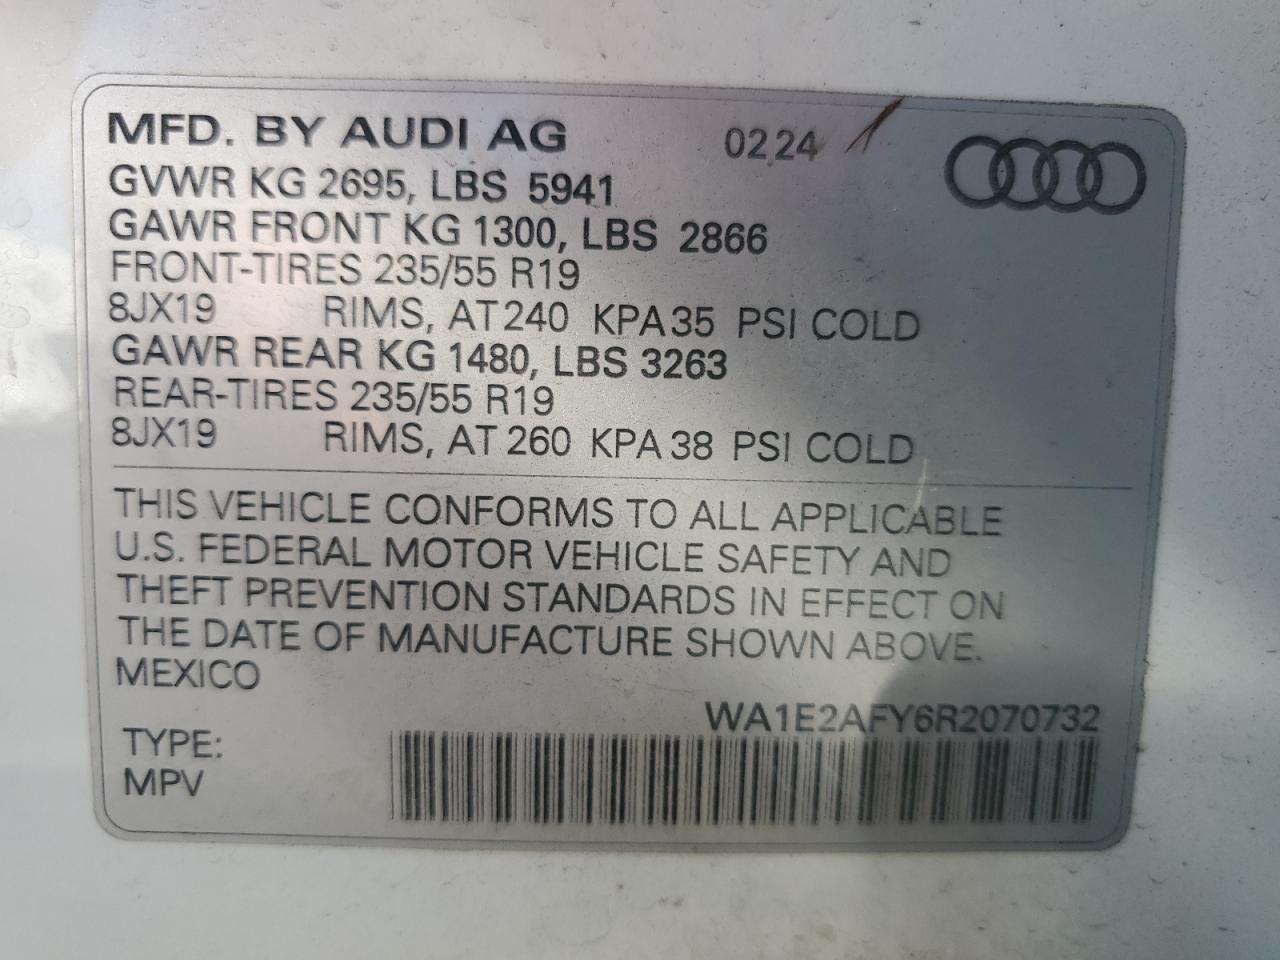 MFD. BY AUDI AG 02 24
GVWR KG 2695, LBS 5941
GAWR FRONT KG 1300, LBS 2866
FRONT-TIRES 235/55 R19
8JX19 RIMS, AT 240 KPA 35 PSI COLD
GAWR REAR KG 1480, LBS 3263
REAR-TIRES 235/55 R19
8JX19 RIMS, AT 260 KPA 38 PSI COLD
THIS VEHICLE CONFORMS TO ALL APPLICABLE
U.S. FEDERAL MOTOR VEHICLE SAFETY AND
THEFT PREVENTION STANDARDS IN EFFECT ON
THE DATE OF MANUFACTURE SHOWN ABOVE.
MEXICO
WA1E2AFY6R2070732
TYPE:
MPV